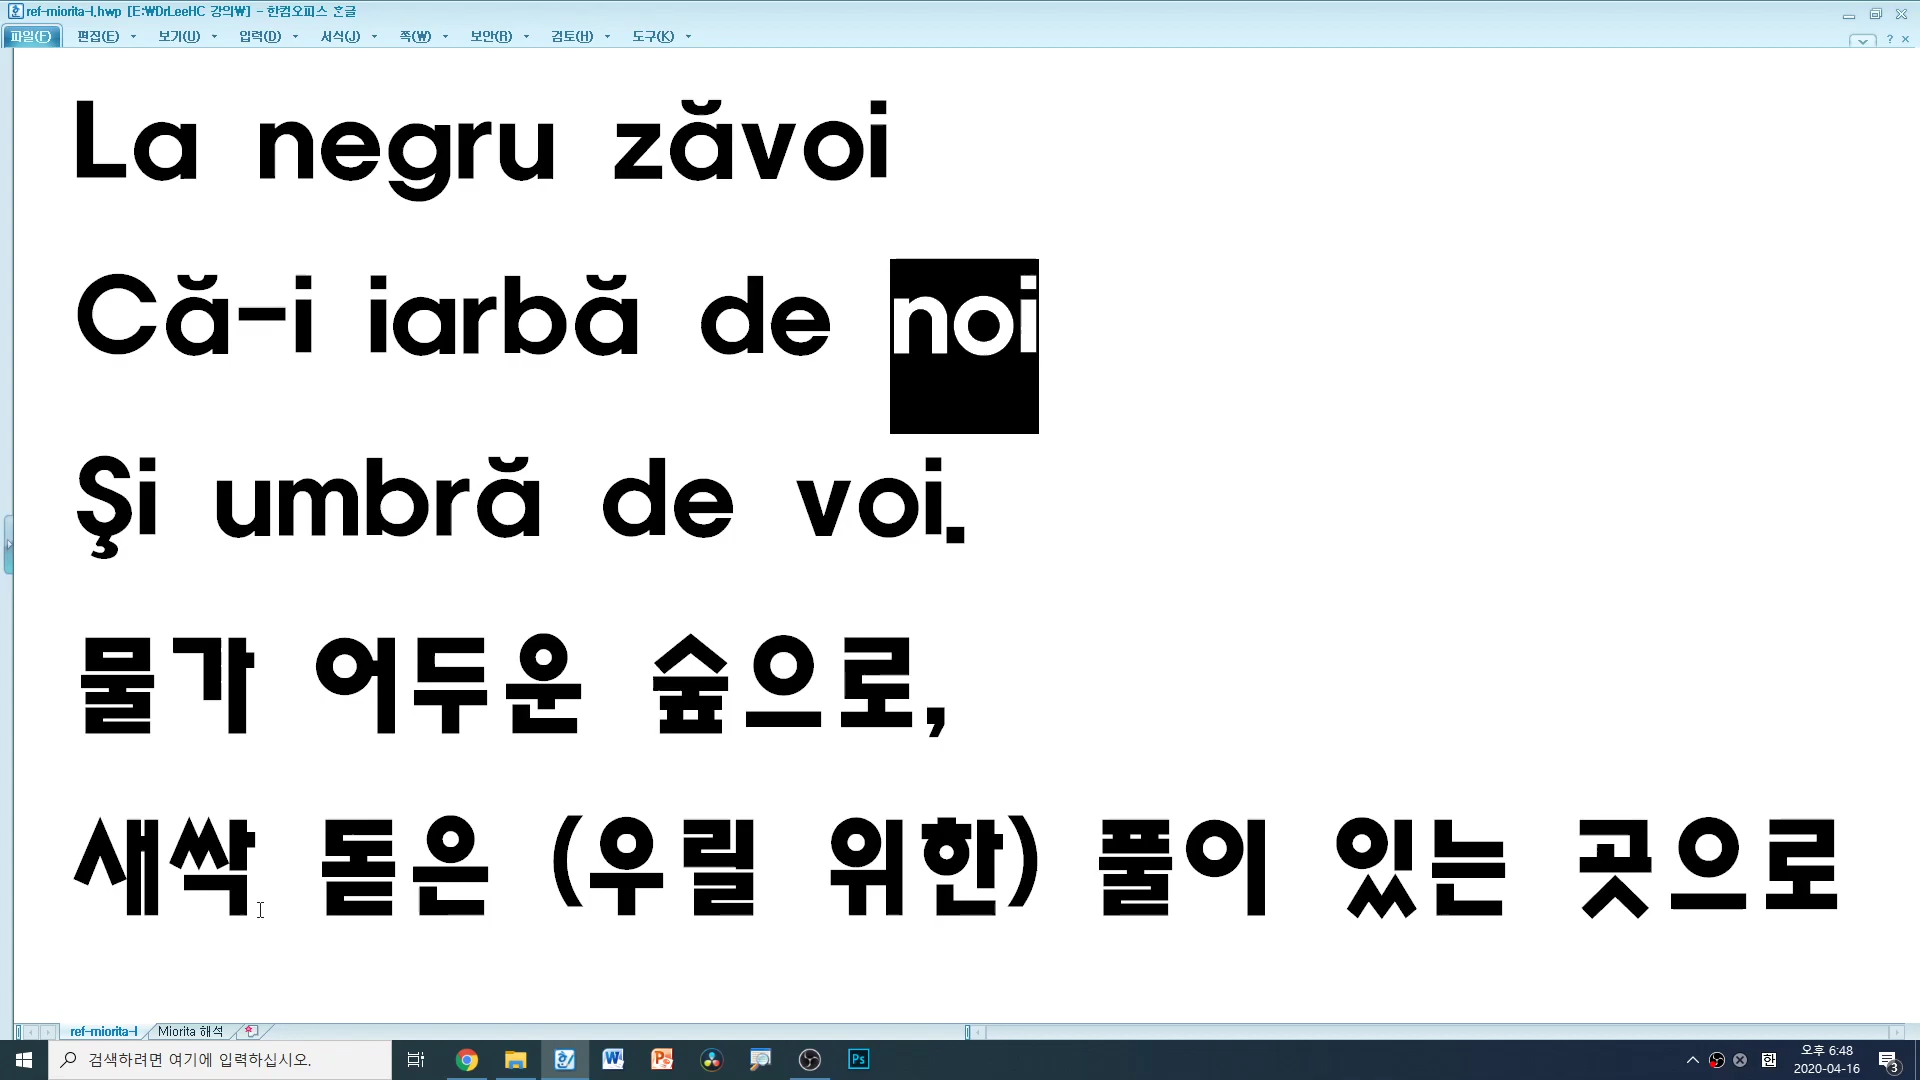 ref-miorita-l.hwp [E:\DrLeeHC 강의\] - 한컴오피스 한글
파일(F) 편집(E) 보기(U) 입력(D) 서식(J) 쪽(W) 보안(R) 검토(H) 도구(K)
La negru zăvoi
Că-i iarbă de noi
Şi umbră de voi.
물가 어두운 숲으로,
새싹 돋은 (우릴 위한) 풀이 있는 곳으로
ref-miorita-l Miorita 해석
검색하려면 여기에 입력하십시오.
한
오후 6:48
2020-04-16
3